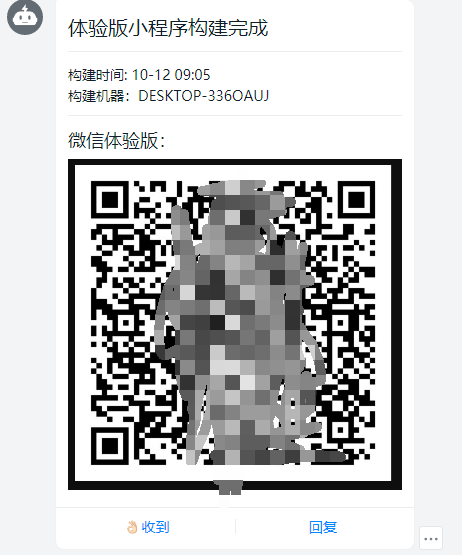 体验版小程序构建完成
构建时间: 10-12 09:05
构建机器：DESKTOP-336OAUJ
微信体验版：
👌🏻收到
回复